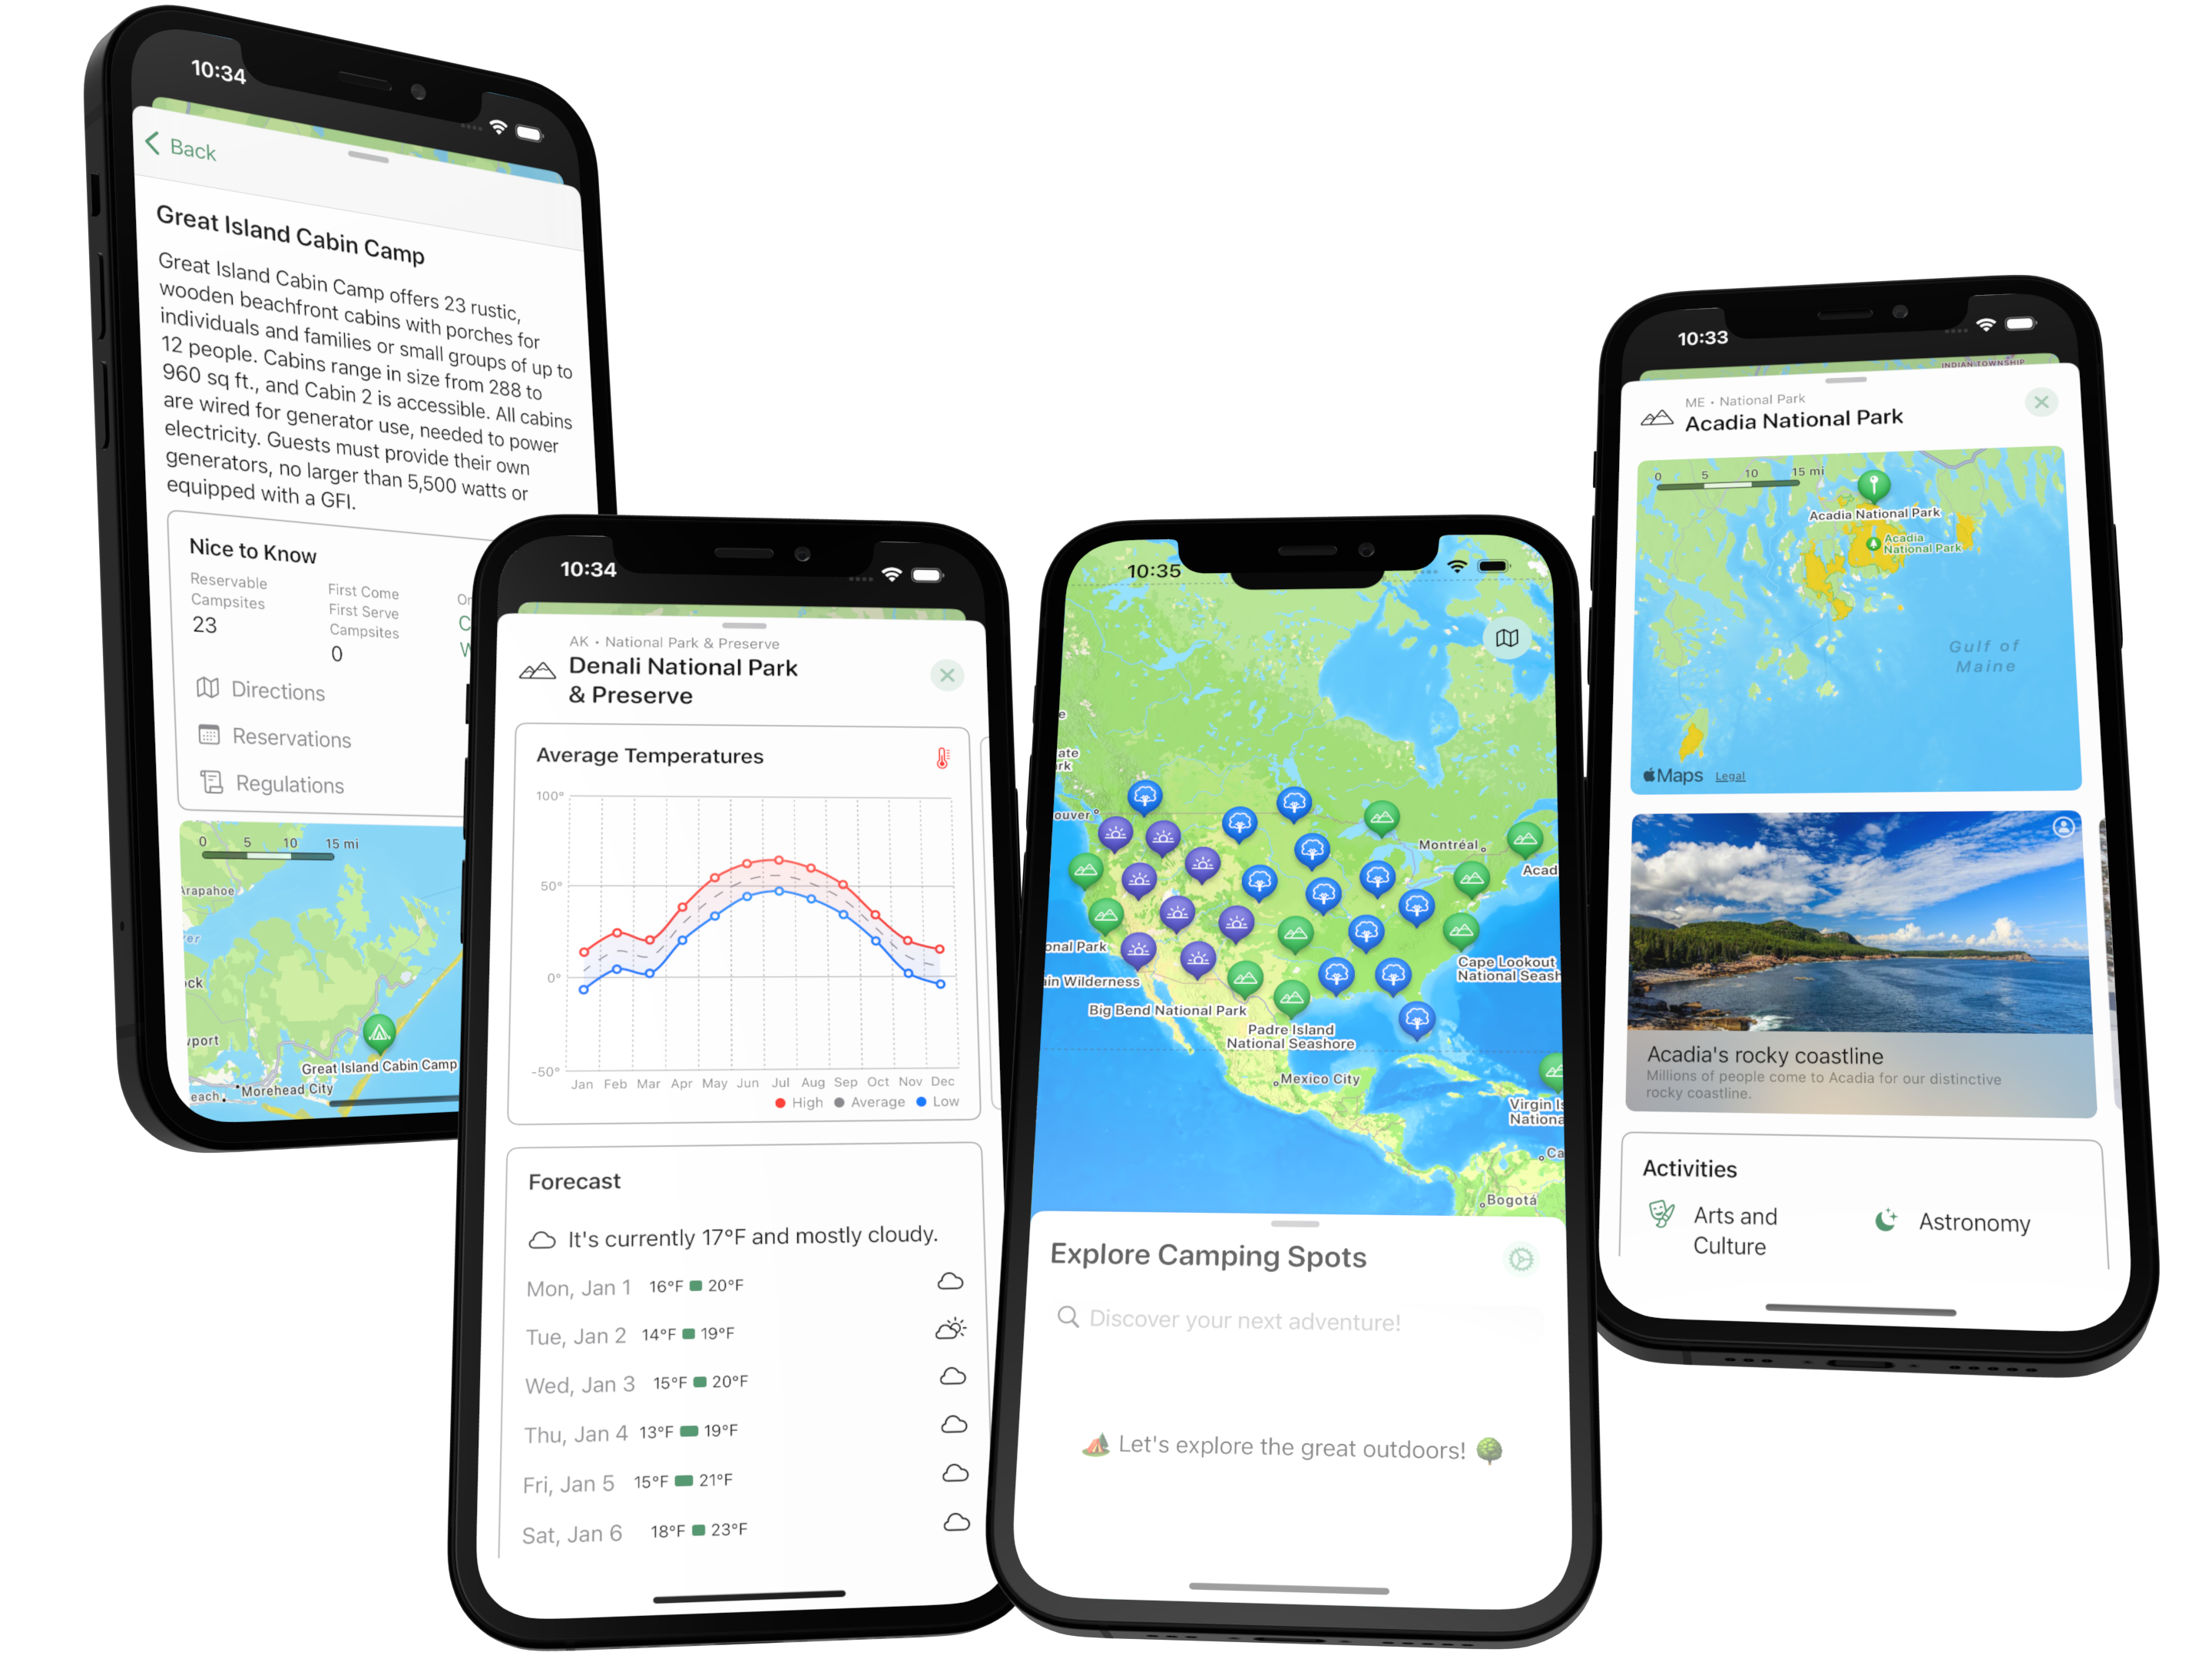 10:34
Back
Great Island Cabin Camp
Great Island Cabin Camp offers 23 rustic,
wooden beachfront cabins with porches for
individuals and families or small groups of up to
12 people. Cabins range in size from 288 to
960 sq ft., and Cabin 2 is accessible. All cabins
are wired for generator use, needed to power
electricity. Guests must provide their own
generators, no larger than 5,500 watts or
equipped with a GFI.
Nice to Know
Reservable
Campsites
23
First Come
First Serve
Campsites
0
Directions
Reservations
Regulations
0 5 10 15 mi
Arapahoe
Great Island Cabin Camp
Morehead City
10:34
AK • National Park & Preserve
Denali National Park
& Preserve
Average Temperatures
100°
50°
0°
-50°
Jan Feb Mar Apr May Jun Jul Aug Sep Oct Nov Dec
High Average Low
Forecast
It's currently 17°F and mostly cloudy.
Mon, Jan 1 16°F 20°F
Tue, Jan 2 14°F 19°F
Wed, Jan 3 15°F 20°F
Thu, Jan 4 13°F 19°F
Fri, Jan 5 15°F 21°F
Sat, Jan 6 18°F 23°F
10:35
ouver
Montréal
Acad
onal Park
in Wilderness
Cape Lookout
National Seash
Big Bend National Park
Padre Island
National Seashore
Mexico City
Virgin Is
Nationa
Ca
Bogotá
Explore Camping Spots
Discover your next adventure!
🏕️ Let's explore the great outdoors! 🌳
10:33
INDIAN TOWNSHIP
ME • National Park
Acadia National Park
0 5 10 15 mi
Acadia National Park
Acadia
National Park
Gulf of
Maine
Maps Legal
Acadia's rocky coastline
Millions of people come to Acadia for our distinctive
rocky coastline.
Activities
Arts and
Culture
Astronomy